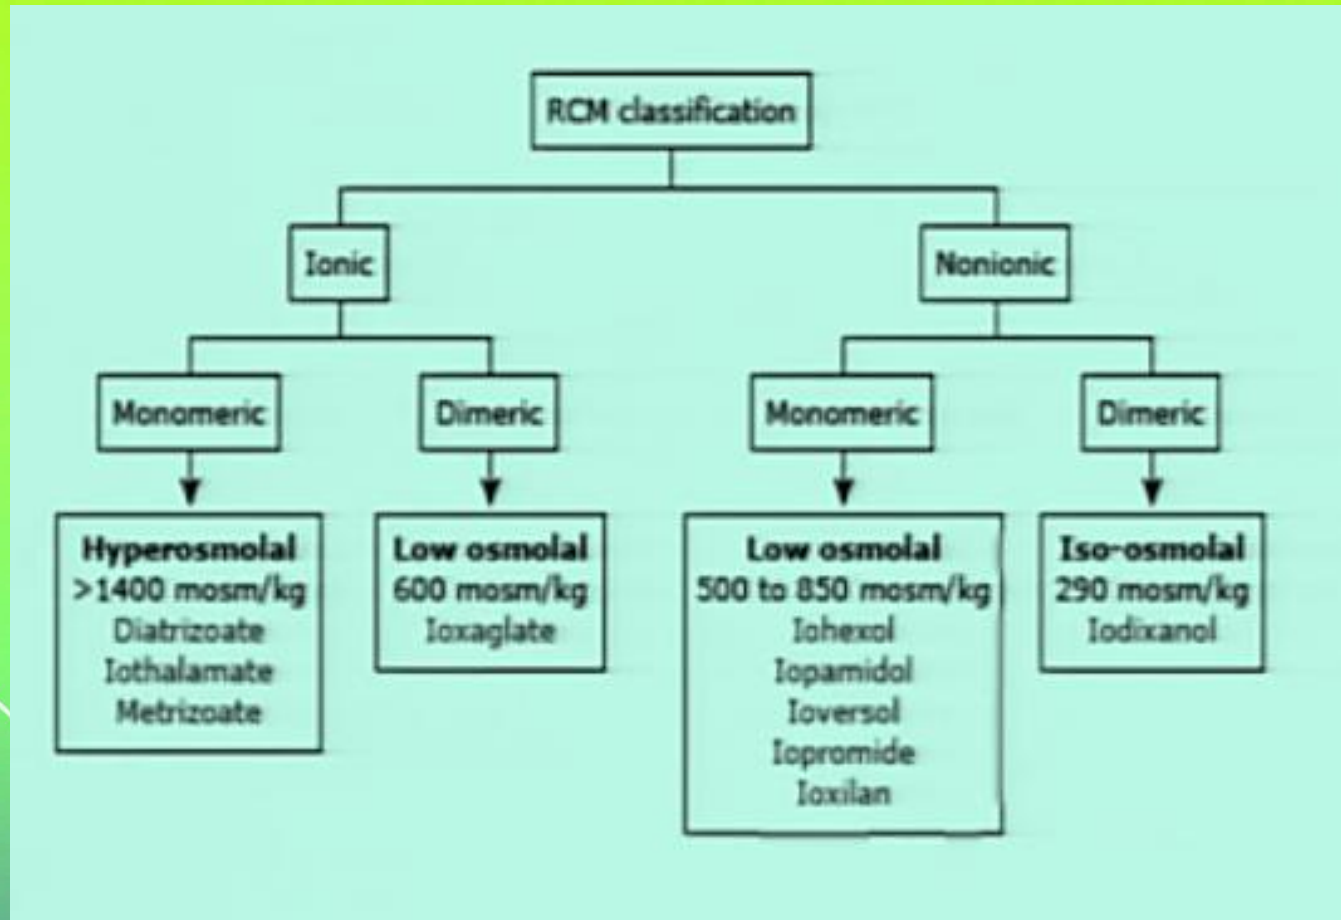 RCM classification
Ionic
Nonionic
Monomeric
Dimeric
Monomeric
Dimeric
Hyperosmolal
>1400 mosm/kg
Diatrizoate
Iothalamate
Metrizoate
Low osmolal
600 mosm/kg
Ioxaglate
Low osmolal
500 to 850 mosm/kg
Iohexol
Iopamidol
Ioversol
Iopromide
Ioxilan
Iso-osmolal
290 mosm/kg
Iodixanol